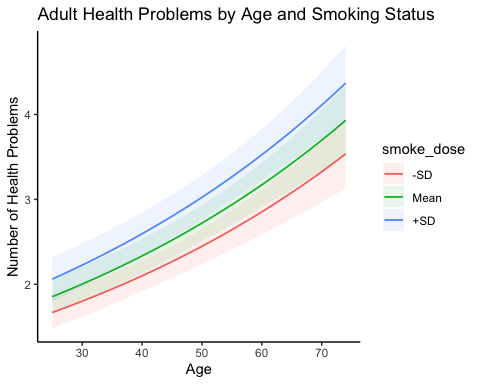 Adult Health Problems by Age and Smoking Status
Number of Health Problems
4
3
2
30 40 50 60 70
Age
smoke_dose
-SD
Mean
+SD